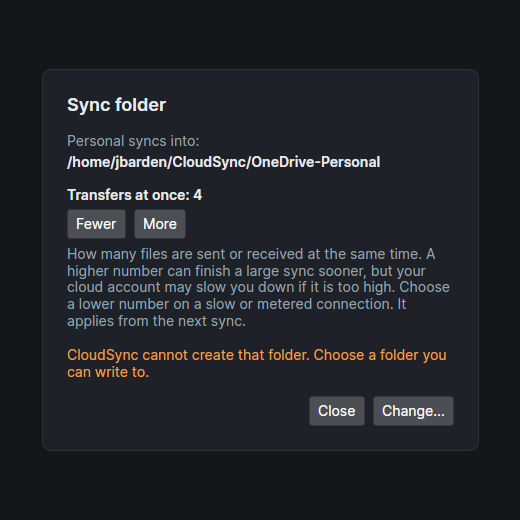 Sync folder
Personal syncs into:
/home/jbarden/CloudSync/OneDrive-Personal
Transfers at once: 4
Fewer
More
How many files are sent or received at the same time. A
higher number can finish a large sync sooner, but your
cloud account may slow you down if it is too high. Choose
a lower number on a slow or metered connection. It
applies from the next sync.
CloudSync cannot create that folder. Choose a folder you
can write to.
Close
Change...